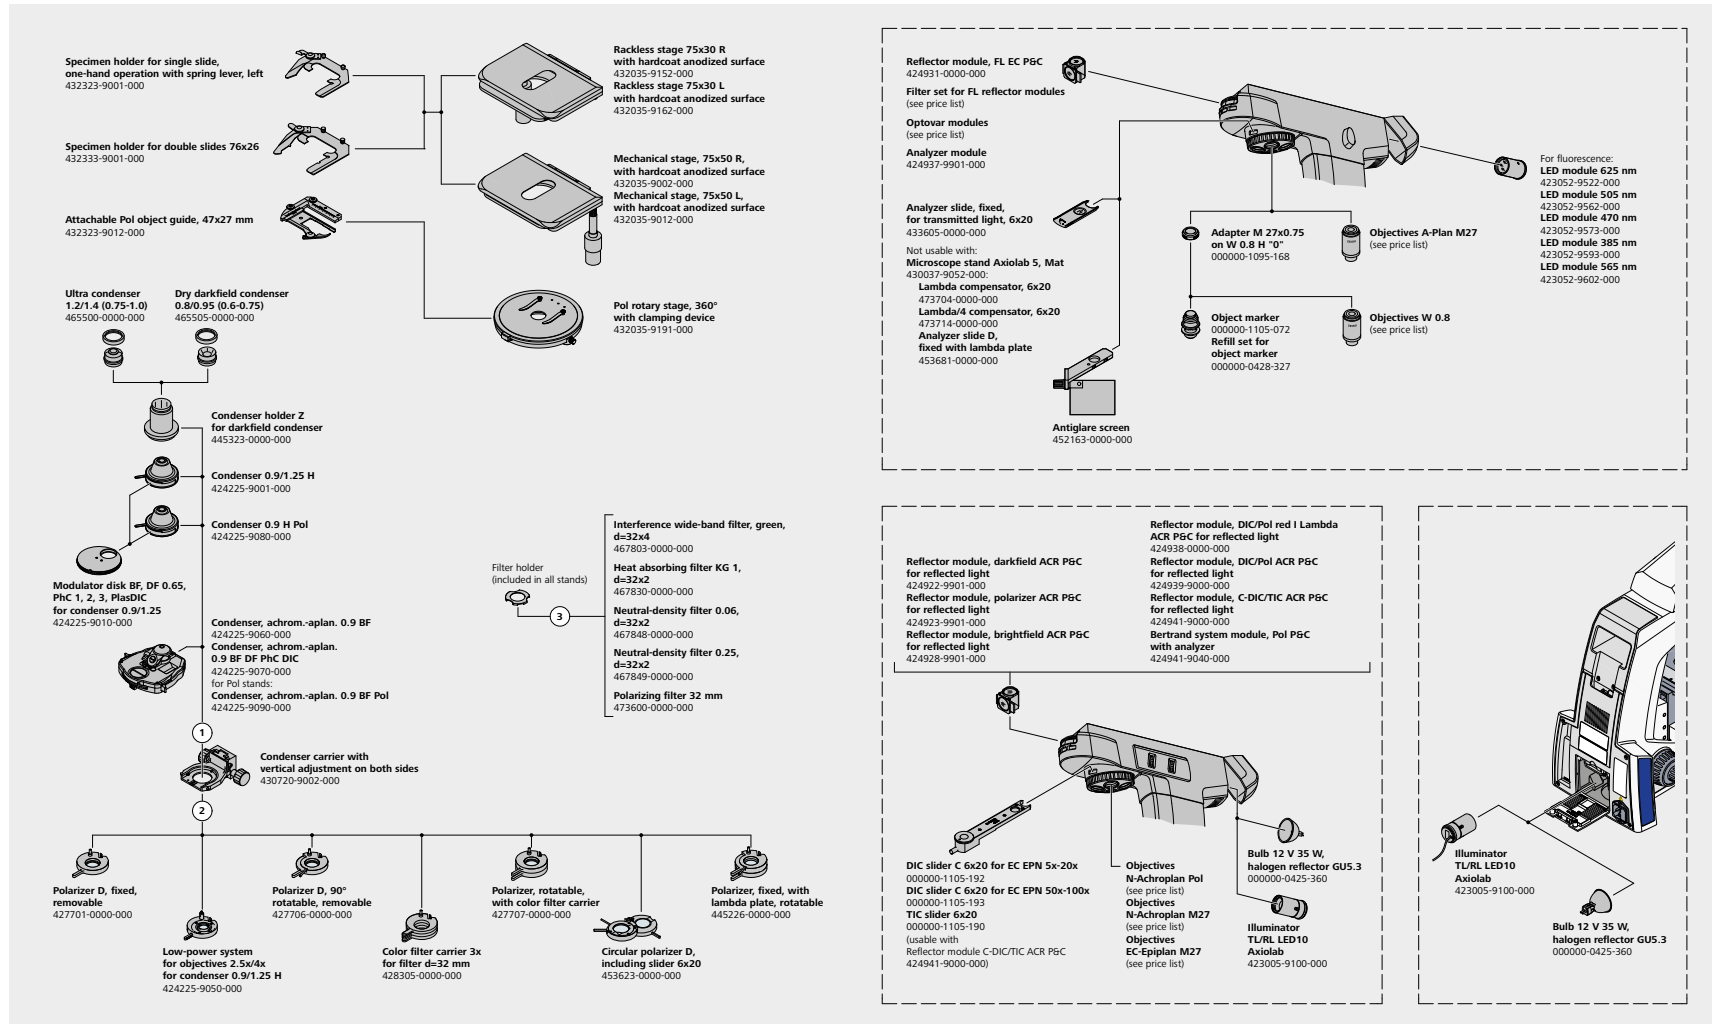 Specimen holder for single slide,
one-hand operation with spring lever, left
432323-9001-000
Specimen holder for double slides 76x26
432333-9001-000
Attachable Pol object guide, 47x27 mm
432323-9012-000
Rackless stage 75x30 R
with hardcoat anodized surface
432035-9152-000
Rackless stage 75x30 L
with hardcoat anodized surface
432035-9162-000
Mechanical stage, 75x50 R,
with hardcoat anodized surface
432035-9002-000
Mechanical stage, 75x50 L,
with hardcoat anodized surface
432035-9012-000
Pol rotary stage, 360°
with clamping device
432035-9191-000
Ultra condenser
1.2/1.4 (0.75-1.0)
465500-0000-000
Dry darkfield condenser
0.8/0.95 (0.6-0.75)
465505-0000-000
Condenser holder Z
for darkfield condenser
445323-0000-000
Condenser 0.9/1.25 H
424225-9001-000
Condenser 0.9 H Pol
424225-9080-000
Modulator disk BF, DF 0.65,
PhC 1, 2, 3, PlasDIC
for condenser 0.9/1.25
424225-9010-000
Condenser, achrom.-aplan. 0.9 BF
424225-9060-000
Condenser, achrom.-aplan.
0.9 BF DF PhC DIC
424225-9070-000
for Pol stands:
Condenser, achrom.-aplan. 0.9 BF Pol
424225-9090-000
1
Condenser carrier with
vertical adjustment on both sides
430720-9002-000
2
Filter holder
(included in all stands)
3
Interference wide-band filter, green,
d=32x4
467803-0000-000
Heat absorbing filter KG 1,
d=32x2
467830-0000-000
Neutral-density filter 0.06,
d=32x2
467848-0000-000
Neutral-density filter 0.25,
d=32x2
467849-0000-000
Polarizing filter 32 mm
473600-0000-000
Polarizer D, fixed,
removable
427701-0000-000
Low-power system
for objectives 2.5x/4x
for condenser 0.9/1.25 H
424225-9050-000
Polarizer D, 90°
rotatable, removable
427706-0000-000
Color filter carrier 3x
for filter d=32 mm
428305-0000-000
Polarizer, rotatable,
with color filter carrier
427707-0000-000
Circular polarizer D,
including slider 6x20
453623-0000-000
Polarizer, fixed, with
lambda plate, rotatable
445226-0000-000
Reflector module, FL EC P&C
424931-0000-000
Filter set for FL reflector modules
(see price list)
Optovar modules
(see price list)
Analyzer module
424937-9901-000
Analyzer slide, fixed,
for transmitted light, 6x20
433605-0000-000
Not usable with:
Microscope stand Axiolab 5, Mat
430037-9052-000:
Lambda compensator, 6x20
473704-0000-000
Lambda/4 compensator, 6x20
473714-0000-000
Analyzer slide D,
fixed with lambda plate
453681-0000-000
Antiglare screen
452163-0000-000
Adapter M 27x0.75
on W 0.8 H "0"
000000-1095-168
Objectives A-Plan M27
(see price list)
Object marker
000000-1105-072
Refill set for
object marker
000000-0428-327
Objectives W 0.8
(see price list)
For fluorescence:
LED module 625 nm
423052-9522-000
LED module 505 nm
423052-9562-000
LED module 470 nm
423052-9573-000
LED module 385 nm
423052-9593-000
LED module 565 nm
423052-9602-000
Reflector module, darkfield ACR P&C
for reflected light
424922-9901-000
Reflector module, polarizer ACR P&C
for reflected light
424923-9901-000
Reflector module, brightfield ACR P&C
for reflected light
424928-9901-000
Reflector module, DIC/Pol red I Lambda
ACR P&C for reflected light
424938-0000-000
Reflector module, DIC/Pol ACR P&C
for reflected light
424939-9000-000
Reflector module, C-DIC/TIC ACR P&C
for reflected light
424941-9000-000
Bertrand system module, Pol P&C
with analyzer
424941-9040-000
DIC slider C 6x20 for EC EPN 5x-20x
000000-1105-192
DIC slider C 6x20 for EC EPN 50x-100x
000000-1105-193
TIC slider 6x20
000000-1105-190
(usable with
Reflector module C-DIC/TIC ACR P&C
424941-9000-000)
Objectives
N-Achroplan Pol
(see price list)
Objectives
N-Achroplan M27
(see price list)
Objectives
EC-Epiplan M27
(see price list)
Bulb 12 V 35 W,
halogen reflector GU5.3
000000-0425-360
Illuminator
TL/RL LED10
Axiolab
423005-9100-000
Illuminator
TL/RL LED10
Axiolab
423005-9100-000
Bulb 12 V 35 W,
halogen reflector GU5.3
000000-0425-360